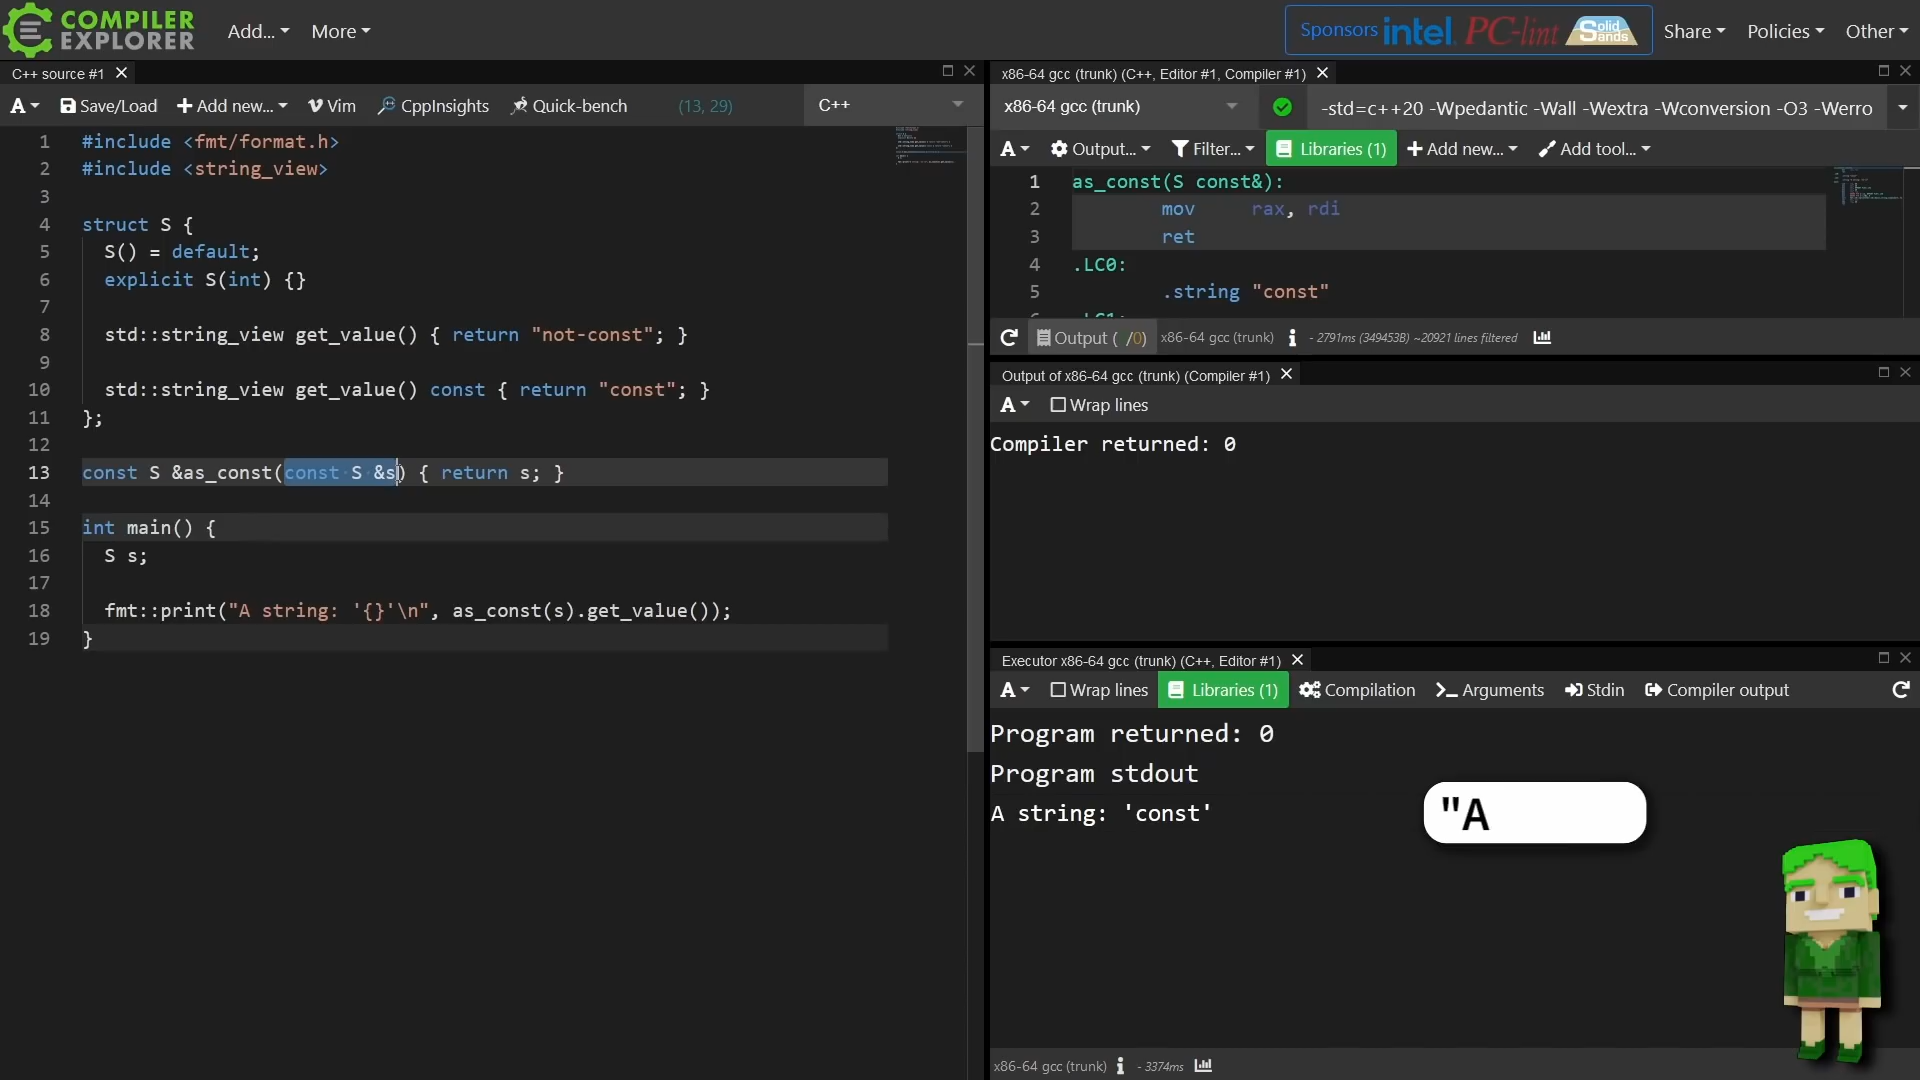 COMPILER
EXPLORER
Add...
More
Sponsors intel. PC-lint Solid Sands
Share
Policies
Other
C++ source #1
A
Save/Load
Add new...
Vim
CppInsights
Quick-bench
(13, 29)
C++
1 #include <fmt/format.h>
2 #include <string_view>
3
4 struct S {
5 S() = default;
6 explicit S(int) {}
7
8 std::string_view get_value() { return "not-const"; }
9
10 std::string_view get_value() const { return "const"; }
11 };
12
13 const S &as_const(const S &s) { return s; }
14
15 int main() {
16 S s;
17
18 fmt::print("A string: '{}'\n", as_const(s).get_value());
19 }
x86-64 gcc (trunk) (C++, Editor #1, Compiler #1)
x86-64 gcc (trunk)
-std=c++20 -Wpedantic -Wall -Wextra -Wconversion -O3 -Werro
A
Output...
Filter...
Libraries (1)
Add new...
Add tool...
1 as_const(S const&):
2 mov rax, rdi
3 ret
4 .LC0:
5 .string "const"
Output ( /0)
x86-64 gcc (trunk)
- 2791ms (349453B) ~20921 lines filtered
Output of x86-64 gcc (trunk) (Compiler #1)
A
Wrap lines
Compiler returned: 0
Executor x86-64 gcc (trunk) (C++, Editor #1)
A
Wrap lines
Libraries (1)
Compilation
Arguments
Stdin
Compiler output
Program returned: 0
Program stdout
A string: 'const'
"A
x86-64 gcc (trunk)
- 3374ms